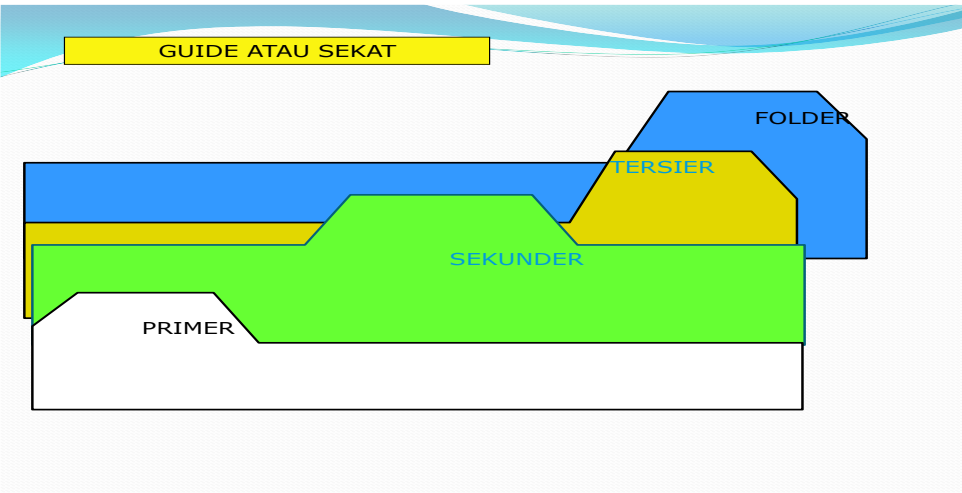 GUIDE ATAU SEKAT
FOLDER
TERSIER
SEKUNDER
PRIMER